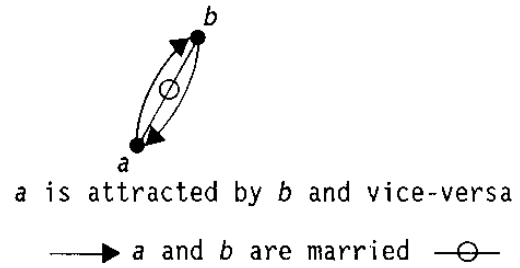 b
a
a is attracted by b and vice-versa
a and b are married